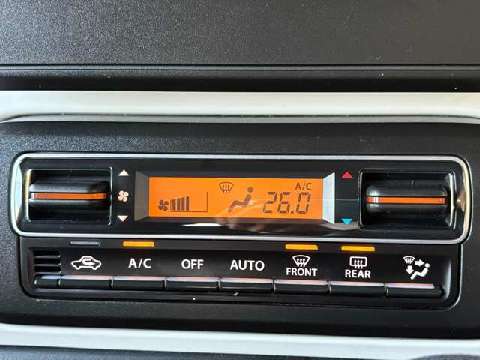 A/C
26.0
A/C OFF AUTO FRONT REAR